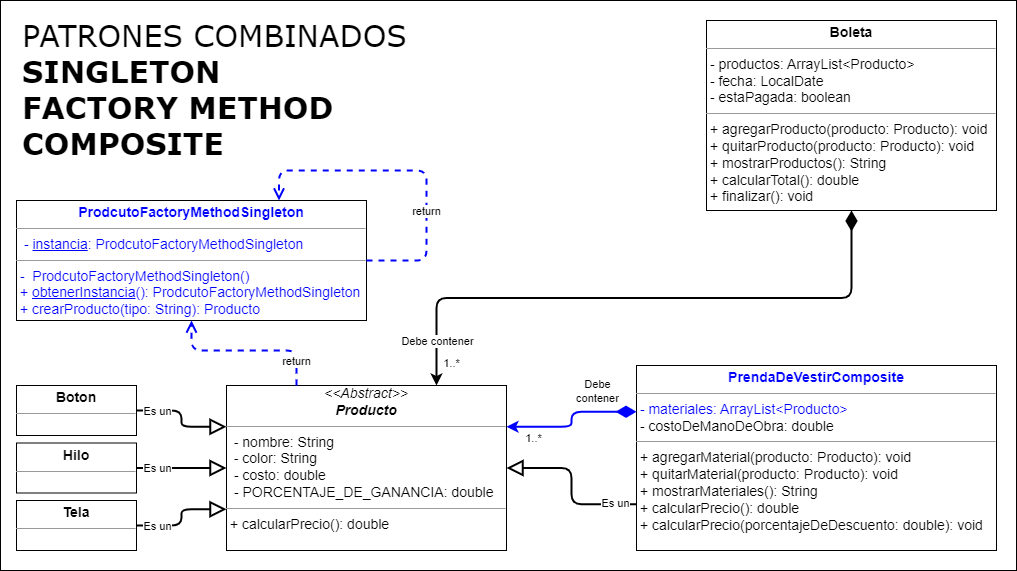 PATRONES COMBINADOS
SINGLETON
FACTORY METHOD
COMPOSITE
Boleta
- productos: ArrayList<Producto>
- fecha: LocalDate
- estaPagada: boolean
+ agregarProducto(producto: Producto): void
+ quitarProducto(producto: Producto): void
+ mostrarProductos(): String
+ calcularTotal(): double
+ finalizar(): void
ProdcutoFactoryMethodSingleton
- instancia: ProdcutoFactoryMethodSingleton
- ProdcutoFactoryMethodSingleton()
+ obtenerInstancia(): ProdcutoFactoryMethodSingleton
+ crearProducto(tipo: String): Producto
return
return
Debe contener
1..*
Boton
Hilo
Tela
Es un
Es un
Es un
<<Abstract>>
Producto
- nombre: String
- color: String
- costo: double
- PORCENTAJE_DE_GANANCIA: double
+ calcularPrecio(): double
Debe
contener
1..*
Es un
PrendaDeVestirComposite
- materiales: ArrayList<Producto>
- costoDeManoDeObra: double
+ agregarMaterial(producto: Producto): void
+ quitarMaterial(producto: Producto): void
+ mostrarMateriales(): String
+ calcularPrecio(): double
+ calcularPrecio(porcentajeDeDescuento: double): void